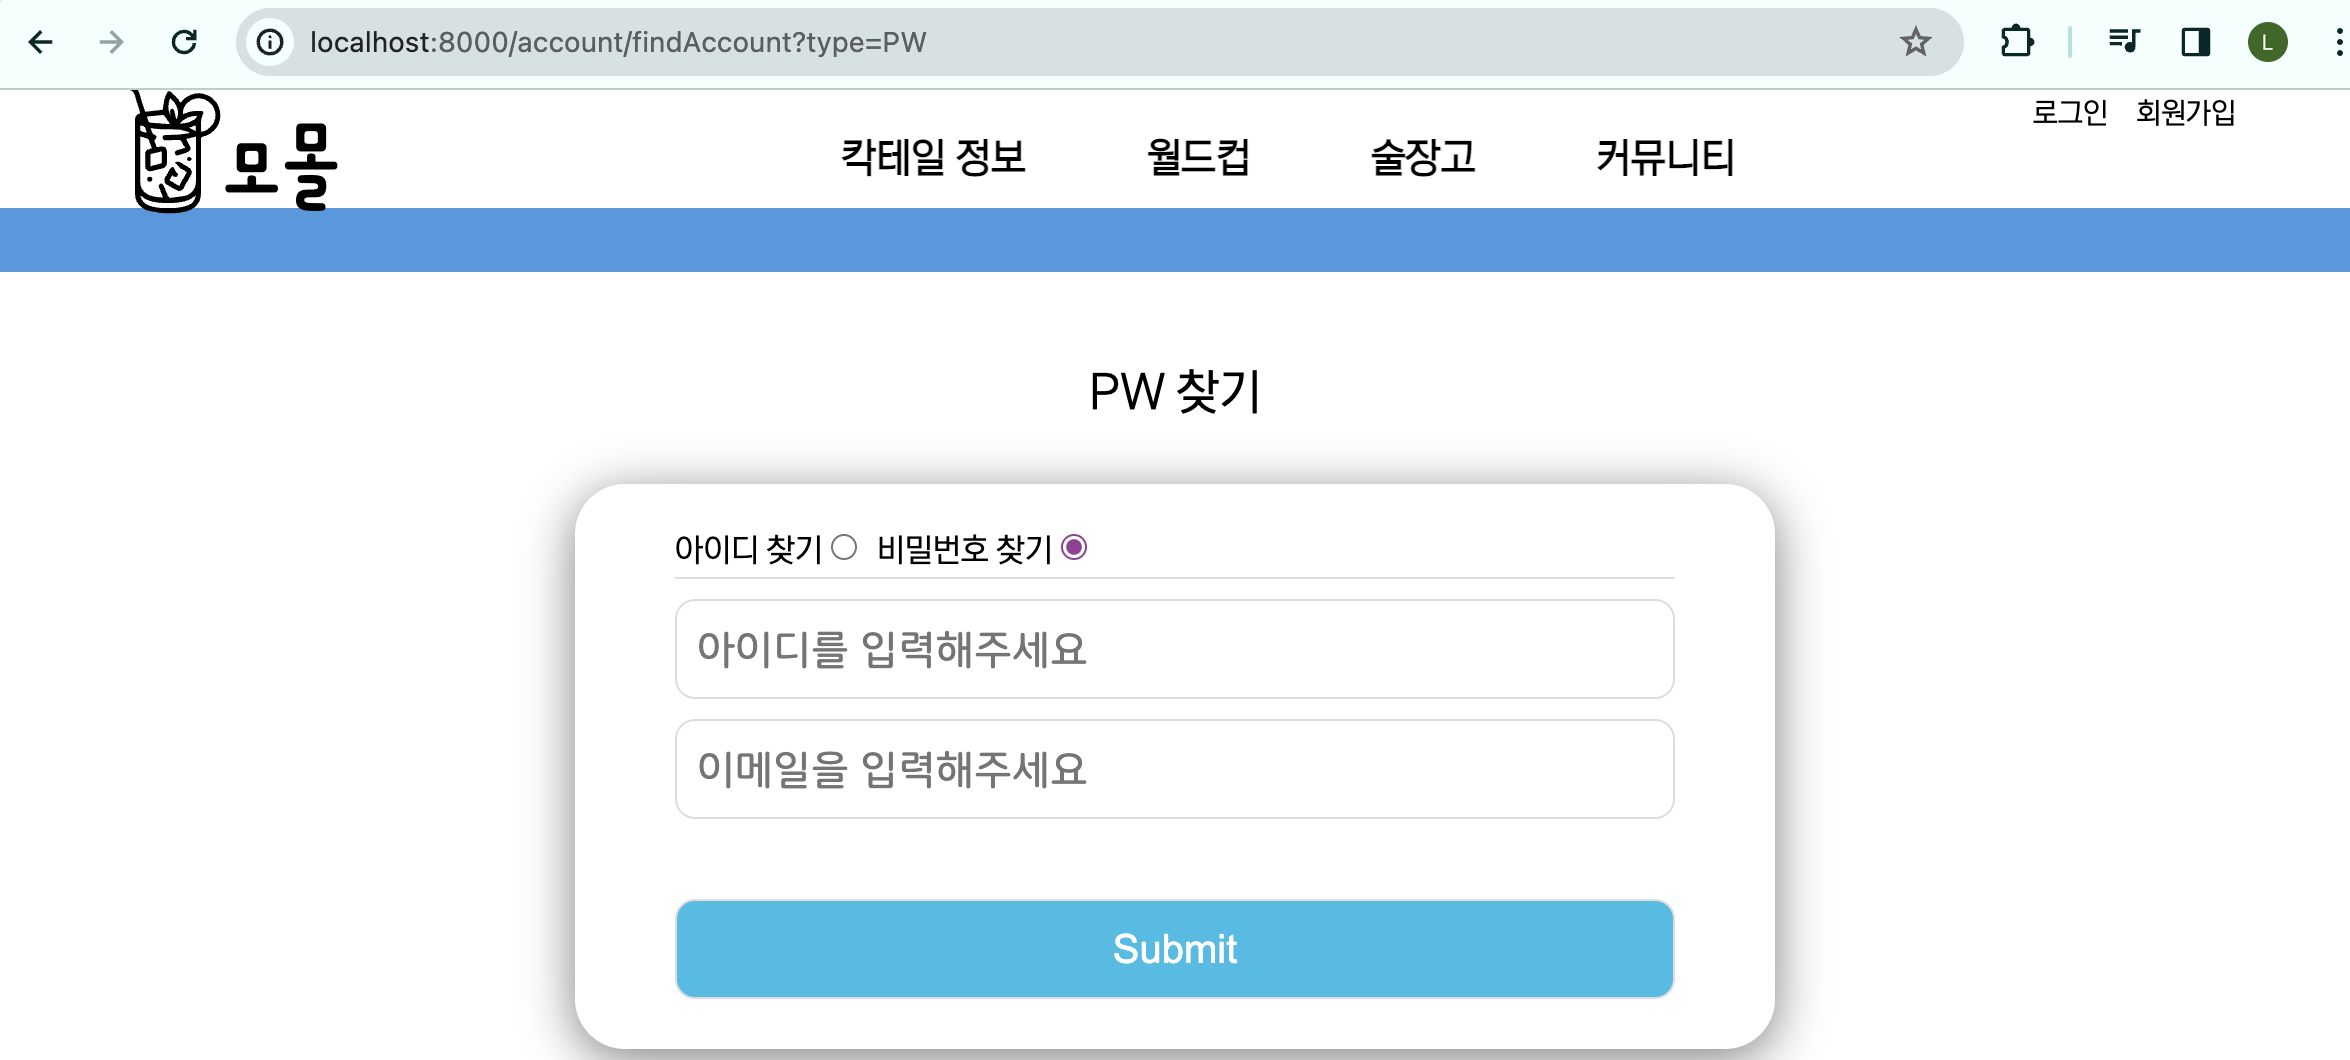 localhost:8000/account/findAccount?type=PW
L
로그인 회원가입
모몰
칵테일 정보 월드컵 술장고 커뮤니티
PW 찾기
아이디 찾기 비밀번호 찾기
아이디를 입력해주세요
이메일을 입력해주세요
Submit